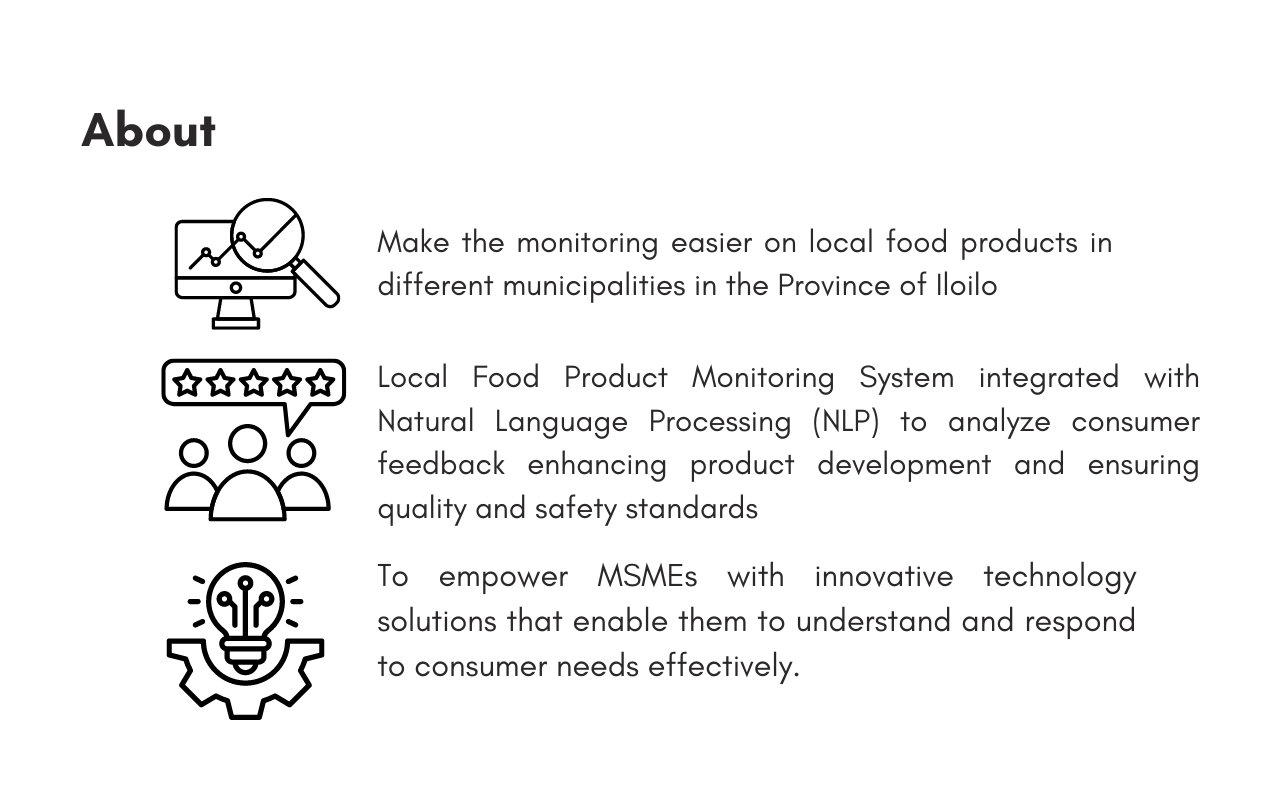 About
Make the monitoring easier on local food products in
different municipalities in the Province of Iloilo
Local Food Product Monitoring System integrated with
Natural Language Processing (NLP) to analyze consumer
feedback enhancing product development and ensuring
quality and safety standards
To empower MSMEs with innovative technology
solutions that enable them to understand and respond
to consumer needs effectively.